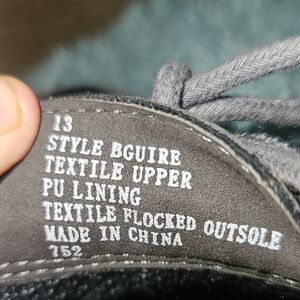 13
STYLE BGUIRE
TEXTILE UPPER
PU LINING
TEXTILE FLOCKED OUTSOLE
MADE IN CHINA
752